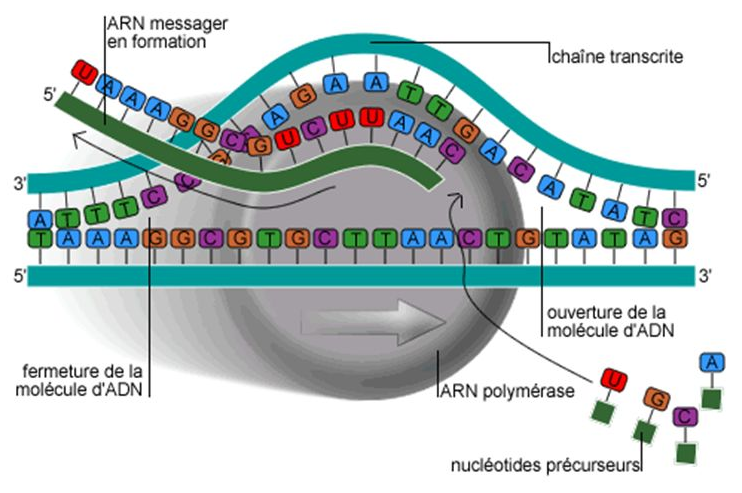 ARN messager
en formation
chaîne transcrite
U A A A G G C G U C U U A A C
5'
3'
5'
A T T T C C G A G A A T T G A C A T A T C
T A A A G G C G T G C T T A A C T G T A T A G
5'
3'
ouverture de la
molécule d'ADN
fermeture de la
molécule d'ADN
ARN polymérase
U G C A
nucléotides précurseurs